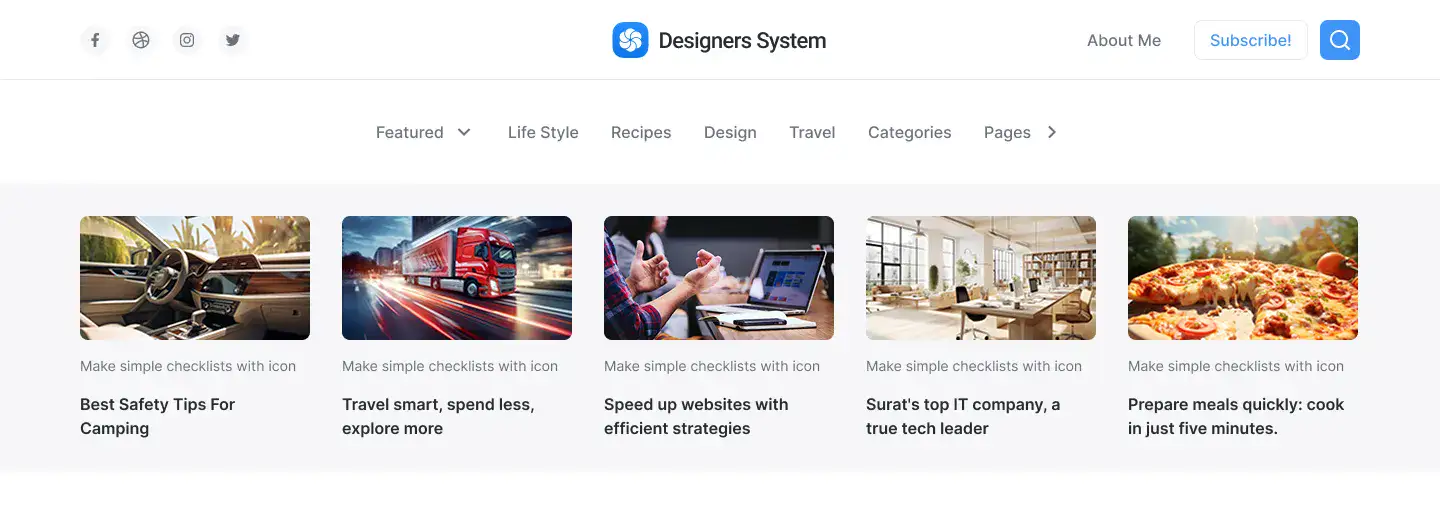 Designers System
About Me
Subscribe!
Featured
Life Style
Recipes
Design
Travel
Categories
Pages
Make simple checklists with icon
Best Safety Tips For
Camping
Make simple checklists with icon
Travel smart, spend less,
explore more
Make simple checklists with icon
Speed up websites with
efficient strategies
Make simple checklists with icon
Surat's top IT company, a
true tech leader
Make simple checklists with icon
Prepare meals quickly: cook
in just five minutes.